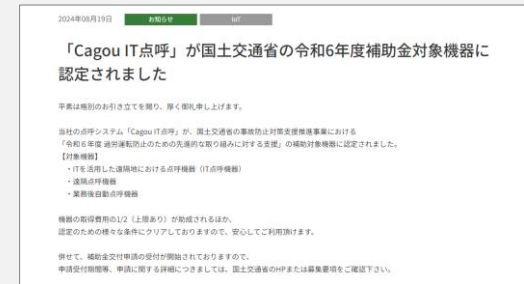 2024年08月19日 お知らせ IoT
「Cagou IT点呼」が国土交通省の令和6年度補助金対象機器に
認定されました
平素は格別のお引き立てを賜り、厚く御礼申し上げます。
当社の点呼システム「Cagou IT点呼」が、国土交通省の事故防止対策支援推進事業における
「令和６年度 過労運転防止のための先進的な取り組みに対する支援」の補助対象機器に認定されました。
【対象機器】
・ITを活用した遠隔地における点呼機器（IT点呼機器）
・遠隔点呼機器
・業務後自動点呼機器
機器の取得費用の1/2（上限あり）が助成されるほか、
認定のための様々な条件にクリアしておりますので、安心してご利用頂けます。
併せて、補助金交付申請の受付が開始されておりますので、
申請受付期間等、申請に関する詳細につきましては、国土交通省のHPまたは募集要項をご確認下さい。